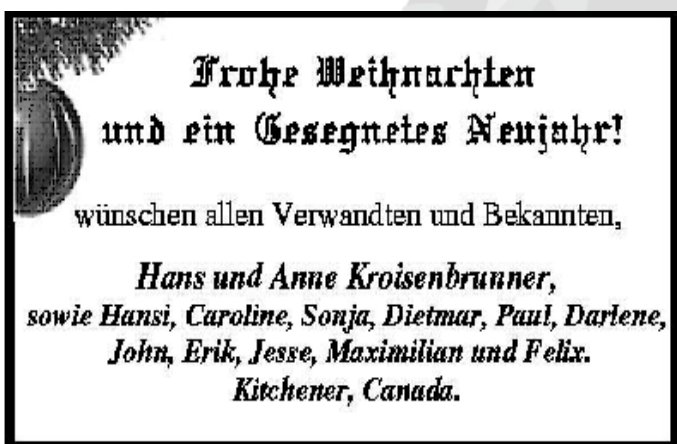 Frohe Weihnachten
und ein Gesegnetes Neujahr!
wünschen allen Verwandten und Bekannten,
Hans und Anne Kroisenbrunner,
sowie Hansi, Caroline, Sonja, Dietmar, Paul, Darlene,
John, Erik, Jesse, Maximilian und Felix.
Kitchener, Canada.